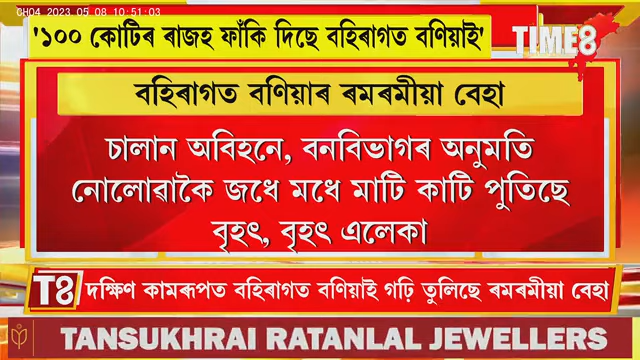 CH04 2023.05.08 10:51:03
'১০০ কোটিৰ ৰাজহ ফাঁকি দিছে বহিৰাগত বণিয়াই'
TIME8
বহিৰাগত বণিয়াৰ ৰমৰমীয়া বেহা
চালান অবিহনে, বনবিভাগৰ অনুমতি
নোলোৱাকৈ জধে মধে মাটি কাটি পুতিছে
বৃহৎ, বৃহৎ এলেকা
T8 দক্ষিণ কামৰূপত বহিৰাগত বণিয়াই গঢ়ি তুলিছে ৰমৰমীয়া বেহা
TANSUKHRAI RATANLAL JEWELLERS